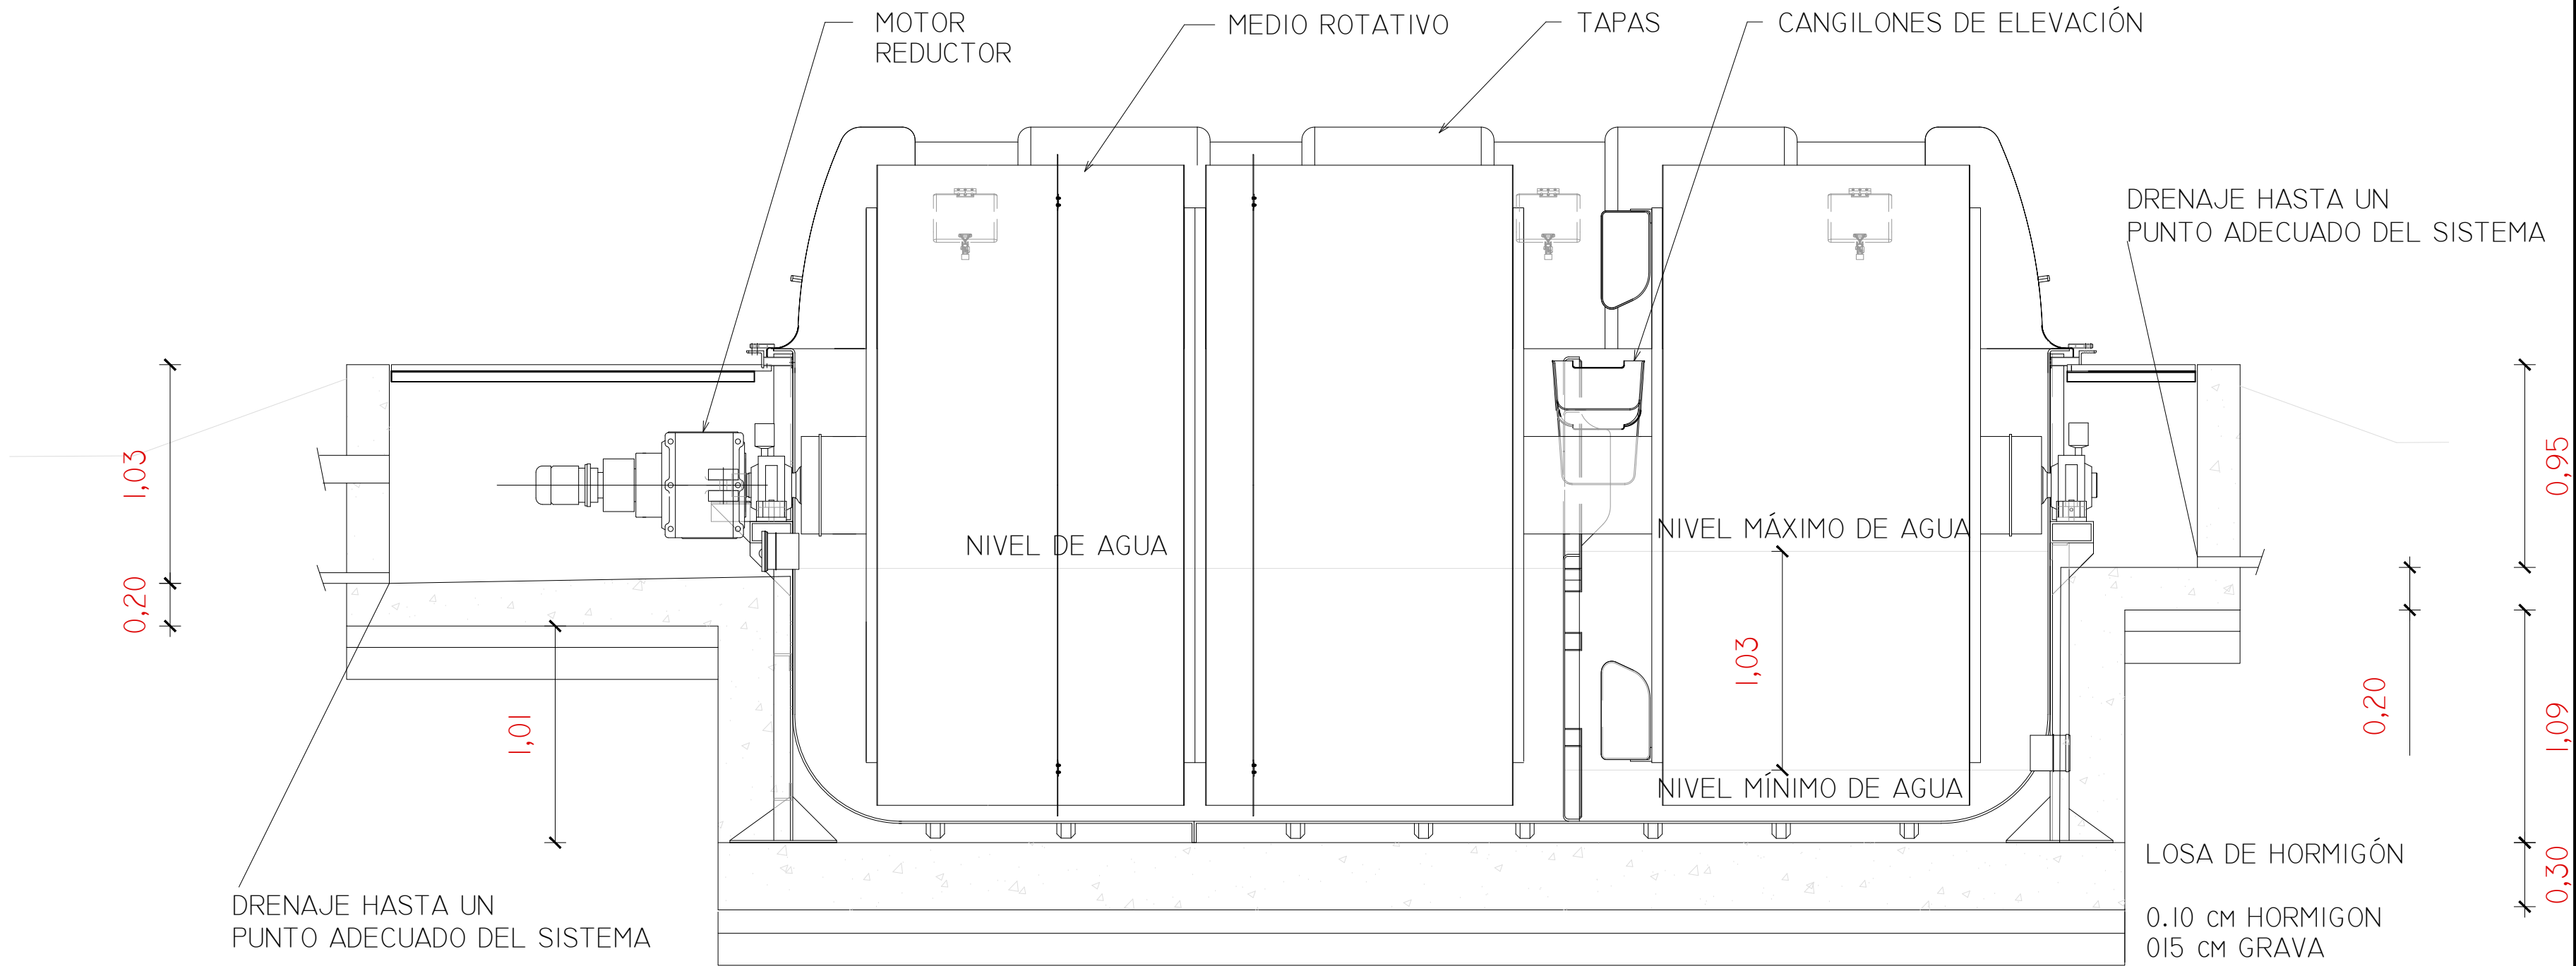 MOTOR
REDUCTOR
MEDIO ROTATIVO
TAPAS
CANGILONES DE ELEVACIÓN
DRENAJE HASTA UN
PUNTO ADECUADO DEL SISTEMA
1,03
0,20
1,01
NIVEL DE AGUA
NIVEL MÁXIMO DE AGUA
1,03
NIVEL MÍNIMO DE AGUA
0,95
0,20
1,09
0,30
LOSA DE HORMIGÓN
0.10 CM HORMIGON
015 CM GRAVA
DRENAJE HASTA UN
PUNTO ADECUADO DEL SISTEMA